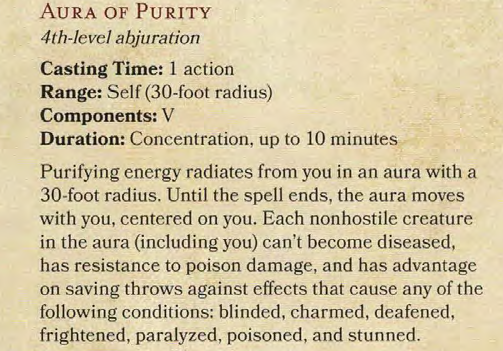 AURA OF PURITY
4th-level abjuration
Casting Time: 1 action
Range: Self (30-foot radius)
Components: V
Duration: Concentration, up to 10 minutes
Purifying energy radiates from you in an aura with a
30-foot radius. Until the spell ends, the aura moves
with you, centered on you. Each nonhostile creature
in the aura (including you) can't become diseased,
has resistance to poison damage, and has advantage
on saving throws against effects that cause any of the
following conditions: blinded, charmed, deafened,
frightened, paralyzed, poisoned, and stunned.